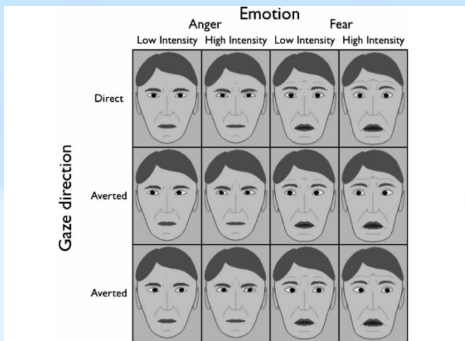 Emotion
Anger Fear
Low Intensity High Intensity Low Intensity High Intensity
Gaze direction
Direct
Averted
Averted